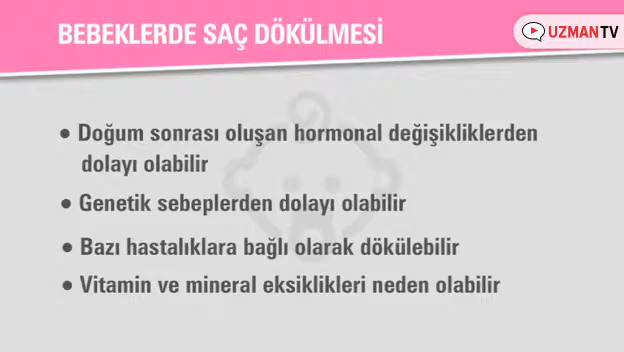 BEBEKLERDE SAÇ DÖKÜLMESİ
UZMANTV
• Doğum sonrası oluşan hormonal değişikliklerden
dolayı olabilir
• Genetik sebeplerden dolayı olabilir
• Bazı hastalıklara bağlı olarak dökülebilir
• Vitamin ve mineral eksiklikleri neden olabilir